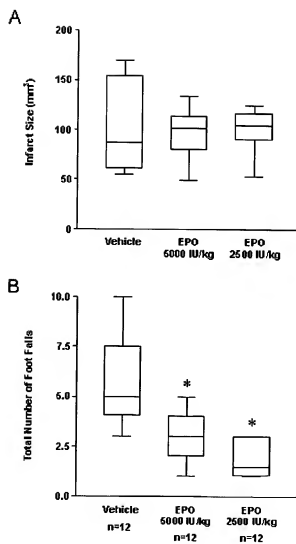 A
Infarct Size (mm³)
200
150
100
50
0
Vehicle
EPO
5000 IU/kg
EPO
2500 IU/kg
B
Total Number of Foot Falls
10.0
7.5
5.0
2.5
0.0
*
*
Vehicle
n=12
EPO
5000 IU/kg
n=12
EPO
2500 IU/kg
n=12